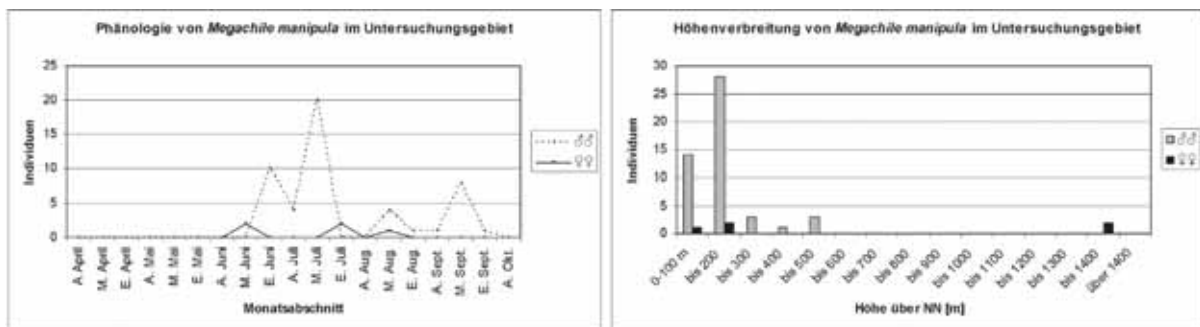 Phänologie von Megachile manipula im Untersuchungsgebiet
25
20
15
10
5
0
Individuen
A. April
M. April
E. April
A. Mai
M. Mai
E. Mai
A. Juni
M. Juni
E. Juni
A. Juli
M. Juli
E. Juli
A. Aug.
M. Aug.
E. Aug.
A. Sept.
M. Sept.
E. Sept.
A. Okt.
Monatsabschnitt
♂♂
♀♀
Höhenverbreitung von Megachile manipula im Untersuchungsgebiet
30
25
20
15
10
5
0
Individuen
0-100 m
bis 200
bis 300
bis 400
bis 500
bis 600
bis 700
bis 800
bis 900
bis 1000
bis 1100
bis 1200
bis 1300
bis 1400
über 1400
Höhe über NN [m]
♂♂
♀♀